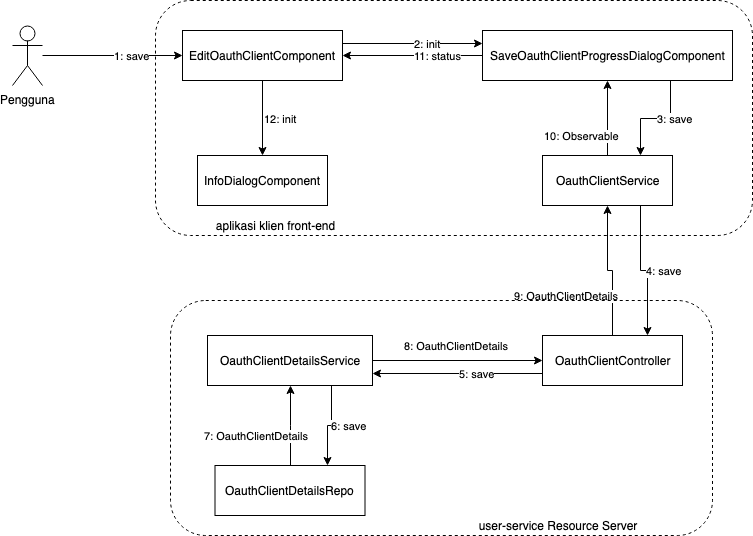 Pengguna
1: save
EditOauthClientComponent
2: init
11: status
SaveOauthClientProgressDialogComponent
12: init
3: save
10: Observable
InfoDialogComponent
OauthClientService
aplikasi klien front-end
4: save
9: OauthClientDetails
OauthClientDetailsService
8: OauthClientDetails
5: save
OauthClientController
6: save
7: OauthClientDetails
OauthClientDetailsRepo
user-service Resource Server